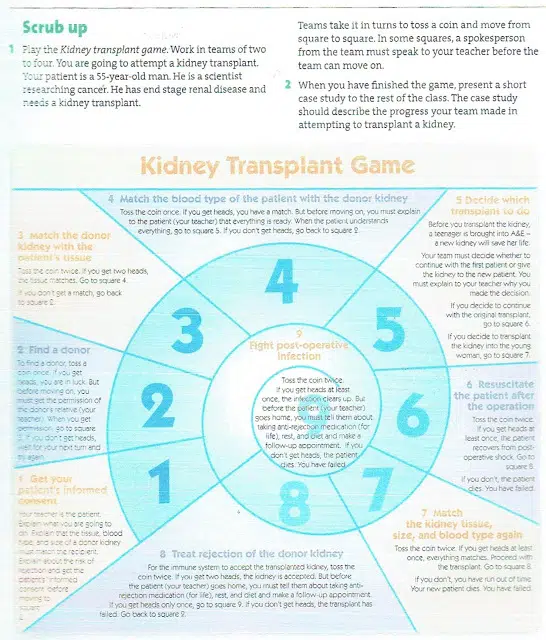 Scrub up
1 Play the Kidney transplant game. Work in teams of two
to four. You are going to attempt a kidney transplant.
Your patient is a 55-year-old man. He is a scientist
researching cancer. He has end stage renal disease and
needs a kidney transplant.
Teams take it in turns to toss a coin and move from
square to square. In some squares, a spokesperson
from the team must speak to your teacher before the
team can move on.
2 When you have finished the game, present a short
case study to the rest of the class. The case study
should describe the progress your team made in
attempting to transplant a kidney.
Kidney Transplant Game
4 Match the blood type of the patient with the donor kidney
Toss the coin once. If you get heads, you have a match. But before moving on, you must explain
to the patient (your teacher) that everything is ready. When the patient understands
everything, go to square 5. If you don't get heads, go back to square 2.
5 Decide which
transplant to do
Before you transplant the kidney,
a teenager is brought into A&E –
a new kidney will save her life.
Your team must decide whether to
continue with the first patient or give
the kidney to the new patient. You
must explain to your teacher why you
made the decision.
If you decide to continue
with the original transplant,
go to square 6.
If you decide to transplant
the kidney into the young
woman, go to square 7.
3 Match the donor
kidney with the
patient's tissue
Toss the coin twice. If you get two heads,
the tissue matches. Go to square 4.
If you don't get a match, go back
to square 2.
2 Find a donor
To find a donor, toss a
coin once. If you get
heads, you are in luck. But
before moving on, you
must get the permission of
the donor's relative (your
teacher). When you get
permission, go to square
3. If you don't get heads,
wait for your next turn and
try again.
1 Get your
patient's informed
consent
Your teacher is the patient.
Explain what you are going to
do. Explain that the tissue, blood
type, and size of a donor kidney
must match the recipient.
Explain about the risk of
rejection and get the
patient's informed
consent before
moving to
square
2.
6 Resuscitate
the patient after
the operation
Toss the coin twice.
If you get heads at
least once, the patient
recovers from post-
operative shock. Go to
square 8.
If you don't, the patient
dies. You have failed.
7 Match
the kidney tissue,
size, and blood type again
Toss the coin twice. If you get heads at least
once, everything matches. Proceed with
the transplant. Go to square 8.
If you don't, you have run out of time.
Your new patient dies. You have failed.
8 Treat rejection of the donor kidney
For the immune system to accept the transplanted kidney, toss the
coin twice. If you get two heads, the kidney is accepted. But before
the patient (your teacher) goes home, you must tell them about taking anti-
rejection medication (for life), rest, and diet and make a follow-up appointment.
If you get heads only once, go to square 9. If you don't get heads, the transplant has
failed. Go back to square 2.
9
Fight post-operative
infection
Toss the coin twice.
If you get heads at least
once, the infection clears up. But
before the patient (your teacher)
goes home, you must tell them about
taking anti-rejection medication (for
life), rest, and diet and make a
follow-up appointment. If you
don't get heads, the patient
dies. You have failed.
1
2
3
4
5
6
7
8
9